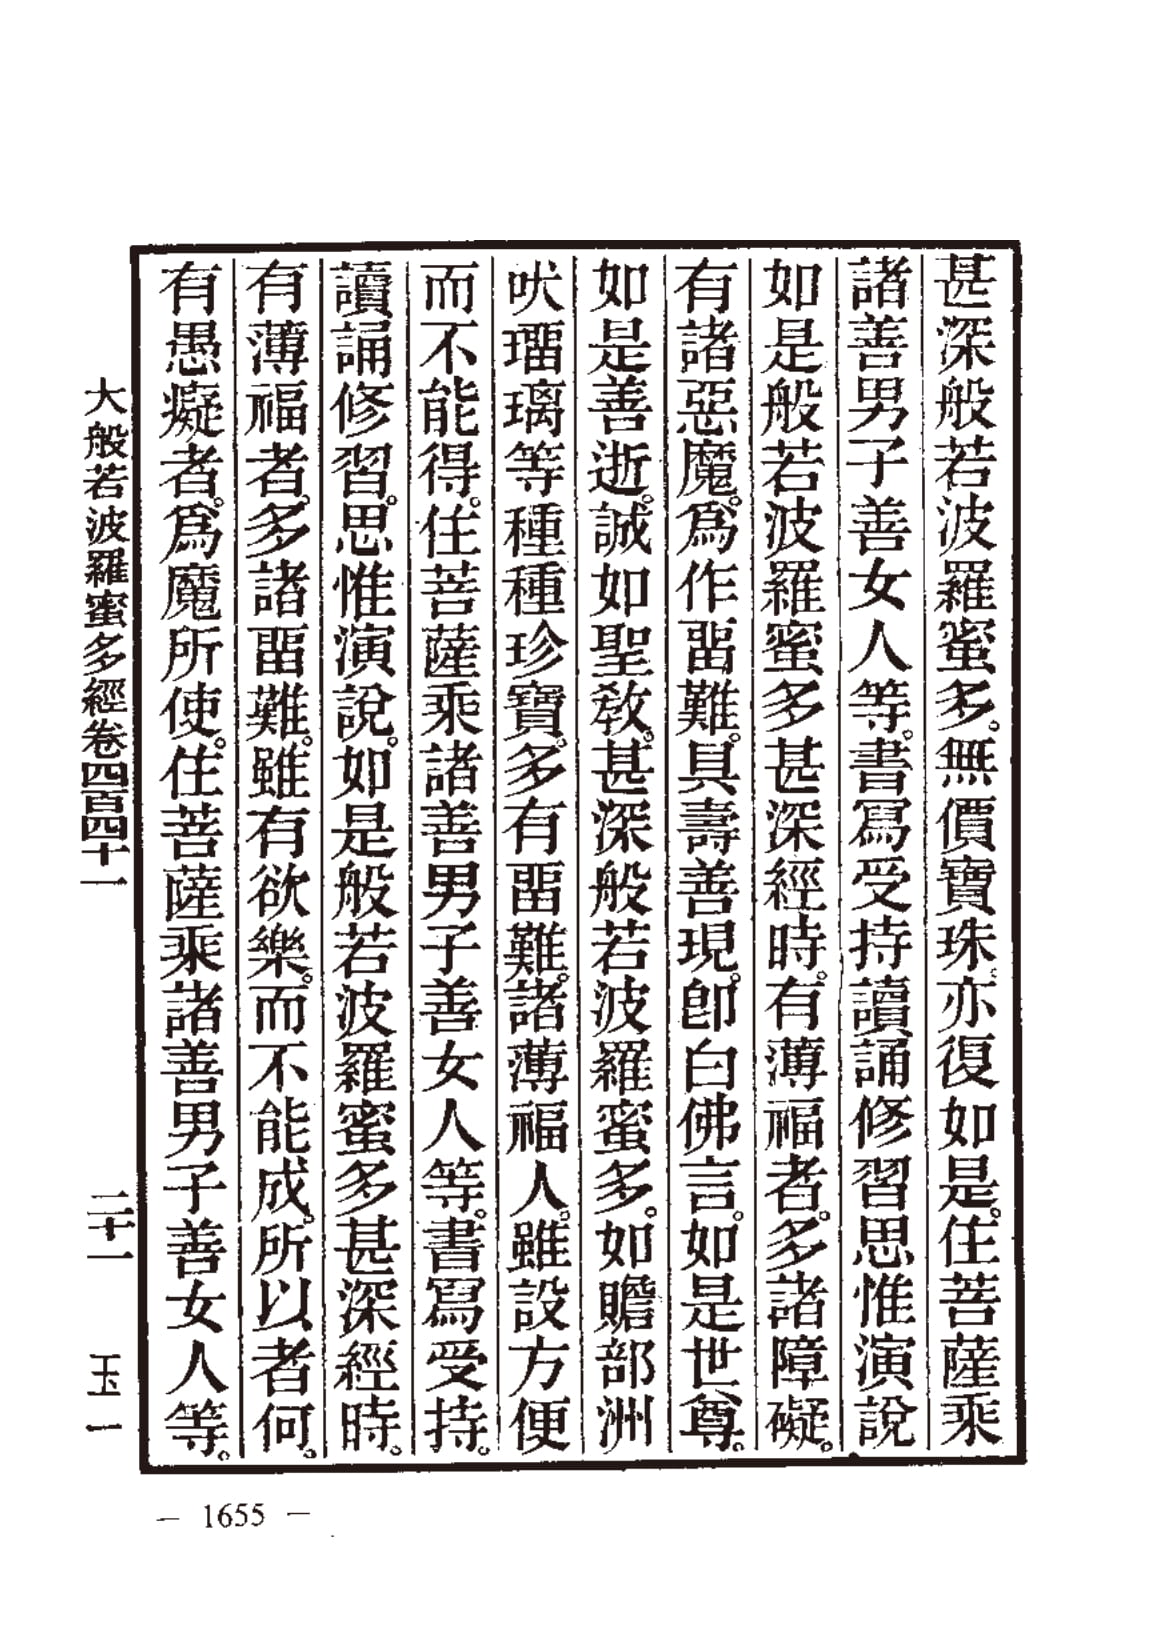 甚深般若波羅蜜多。無價寶珠。亦復如是。住菩薩乘
諸善男子善女人等。書寫受持讀誦修習思惟演說
如是般若波羅蜜多甚深經時。有薄福者。多諸障礙。
有諸惡魔。爲作畱難。具壽善現。卽白佛言。如是世尊。
如是善逝。誠如聖教。甚深般若波羅蜜多。如贍部洲
吠瑠璃等種種珍寶。多有畱難。諸薄福人。雖設方便
而不能得。住菩薩乘諸善男子善女人等。書寫受持。
讀誦修習。思惟演說。如是般若波羅蜜多甚深經時。
有薄福者。多諸畱難。雖有欲樂。而不能成。所以者何。
有愚癡者。爲魔所使。住菩薩乘諸善男子善女人等。
大般若波羅蜜多經卷四百四十一 二十一 玉一
— 1655 —